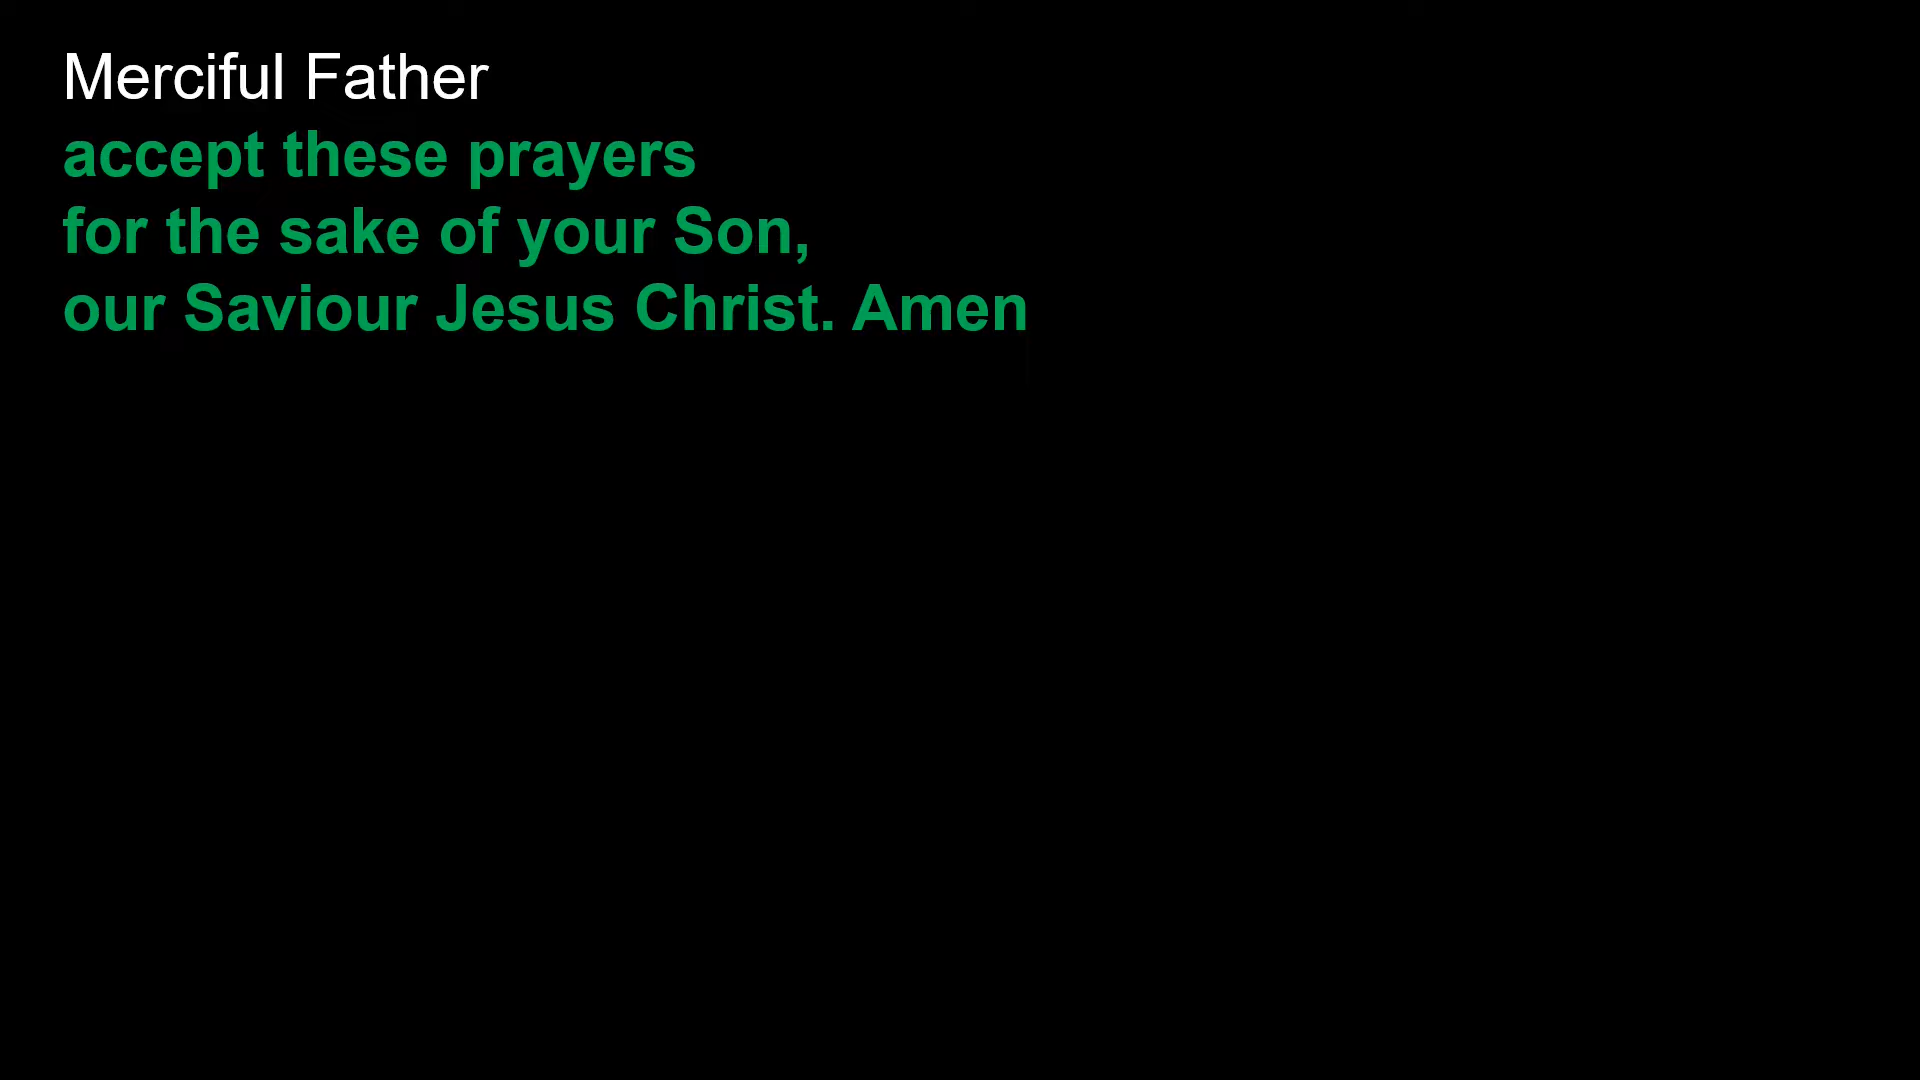 Merciful Father
accept these prayers
for the sake of your Son,
our Saviour Jesus Christ. Amen